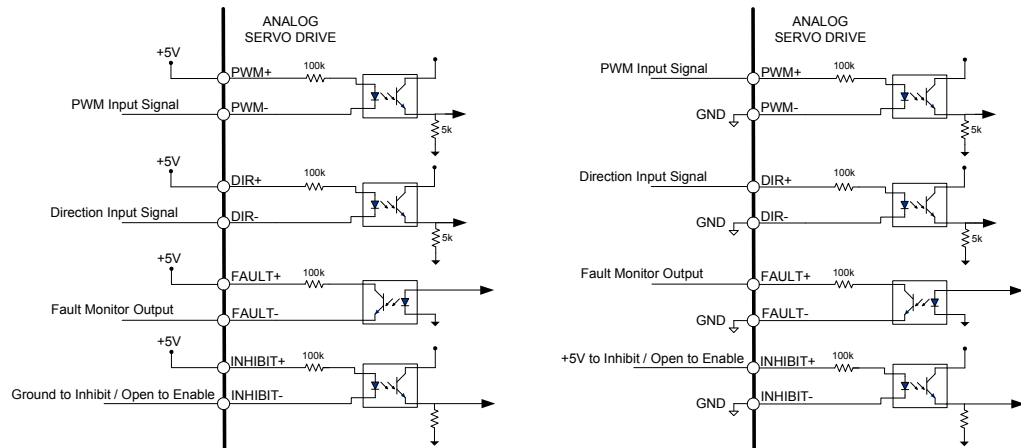 ANALOG
SERVO DRIVE
+5V
PWM+
100k
PWM Input Signal
PWM-
5k
+5V
DIR+
100k
Direction Input Signal
DIR-
5k
+5V
FAULT+
100k
Fault Monitor Output
FAULT-
+5V
INHIBIT+
100k
Ground to Inhibit / Open to Enable
INHIBIT-
ANALOG
SERVO DRIVE
PWM Input Signal
PWM+
100k
GND
PWM-
5k
Direction Input Signal
DIR+
100k
GND
DIR-
5k
Fault Monitor Output
FAULT+
100k
GND
FAULT-
+5V to Inhibit / Open to Enable
INHIBIT+
100k
GND
INHIBIT-